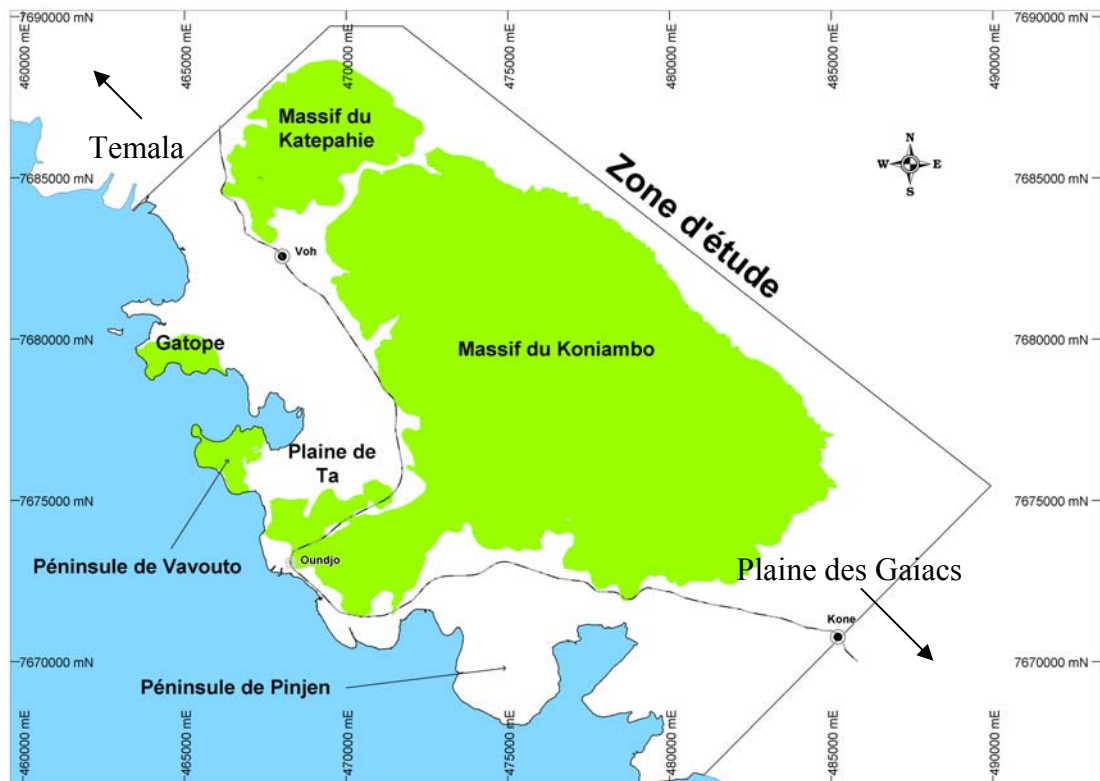 7690000 mN
460000 mE
465000 mE
470000 mE
475000 mE
480000 mE
485000 mE
490000 mE
7690000 mN
Massif du
Katepahie
Temala
N
W
E
S
7685000 mN
7685000 mN
Zone d'étude
Voh
7680000 mN
Gatope
Massif du Koniambo
7680000 mN
Plaine de
Ta
7675000 mN
7675000 mN
Péninsule de Vavouto
Oundjo
Plaine des Gaiacs
Kone
7670000 mN
7670000 mN
Péninsule de Pinjen
460000 mE
465000 mE
470000 mE
475000 mE
480000 mE
485000 mE
490000 mE